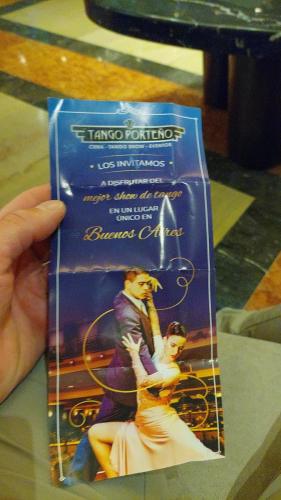 TANGO PORTEÑO
CENA - TANGO SHOW - EVENTOS
• LOS INVITAMOS •
A DISFRUTAR DEL
mejor show de tango
EN UN LUGAR
ÚNICO EN
Buenos Aires